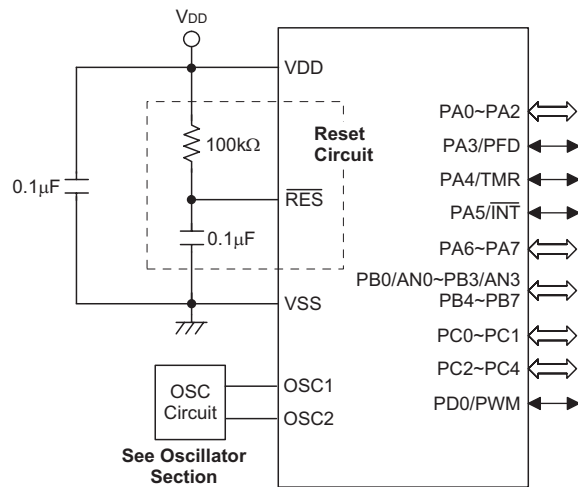 VDD
VDD
Reset
Circuit
100kΩ
0.1μF
RES
0.1μF
VSS
OSC
Circuit
OSC1
OSC2
See Oscillator
Section
PA0~PA2
PA3/PFD
PA4/TMR
PA5/INT
PA6~PA7
PB0/AN0~PB3/AN3
PB4~PB7
PC0~PC1
PC2~PC4
PD0/PWM